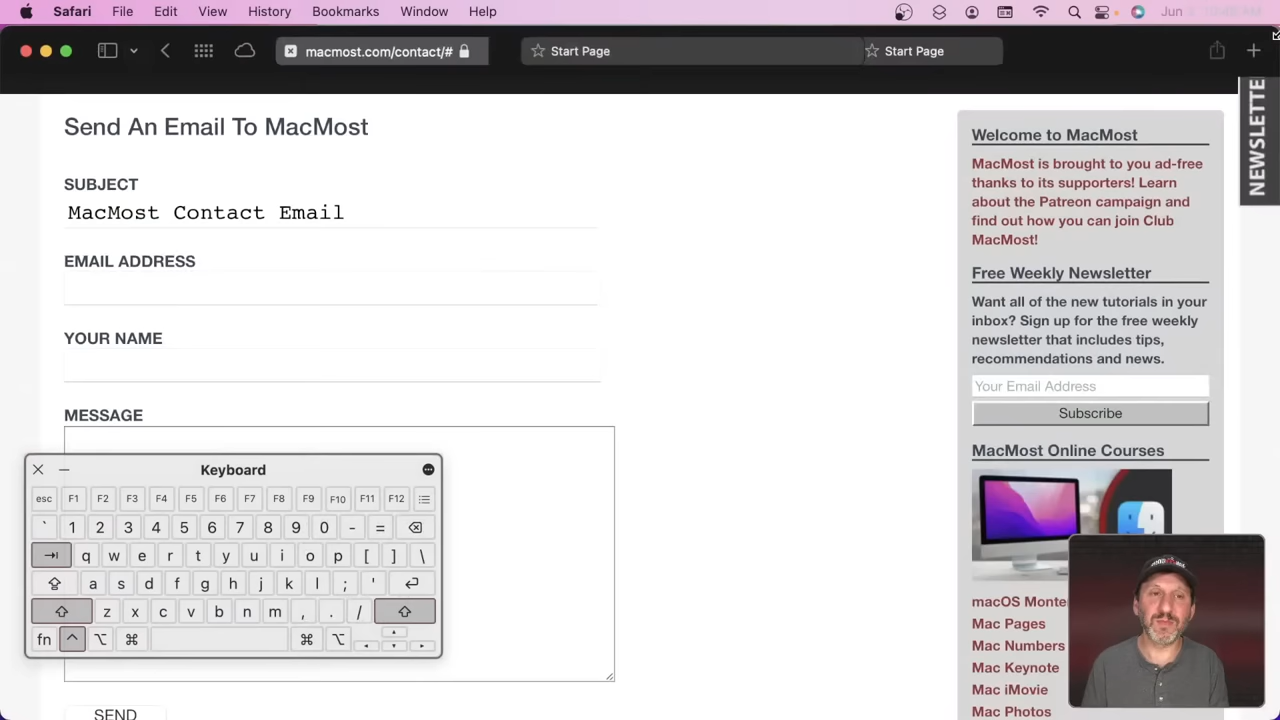 Safari File Edit View History Bookmarks Window Help Jun
macmost.com/contact/# Start Page Start Page
NEWSLETTE
Send An Email To MacMost
SUBJECT
MacMost Contact Email
EMAIL ADDRESS
YOUR NAME
MESSAGE
SEND
Keyboard
esc F1 F2 F3 F4 F5 F6 F7 F8 F9 F10 F11 F12
` 1 2 3 4 5 6 7 8 9 0 - =
q w e r t y u i o p [ ] \
a s d f g h j k l ; '
z x c v b n m , . /
fn ^ ⌥ ⌘ ⌘ ⌥
Welcome to MacMost
MacMost is brought to you ad-free
thanks to its supporters! Learn
about the Patreon campaign and
find out how you can join Club
MacMost!
Free Weekly Newsletter
Want all of the new tutorials in your
inbox? Sign up for the free weekly
newsletter that includes tips,
recommendations and news.
Your Email Address
Subscribe
MacMost Online Courses
macOS Monte
Mac Pages
Mac Numbers
Mac Keynote
Mac iMovie
Mac Photos